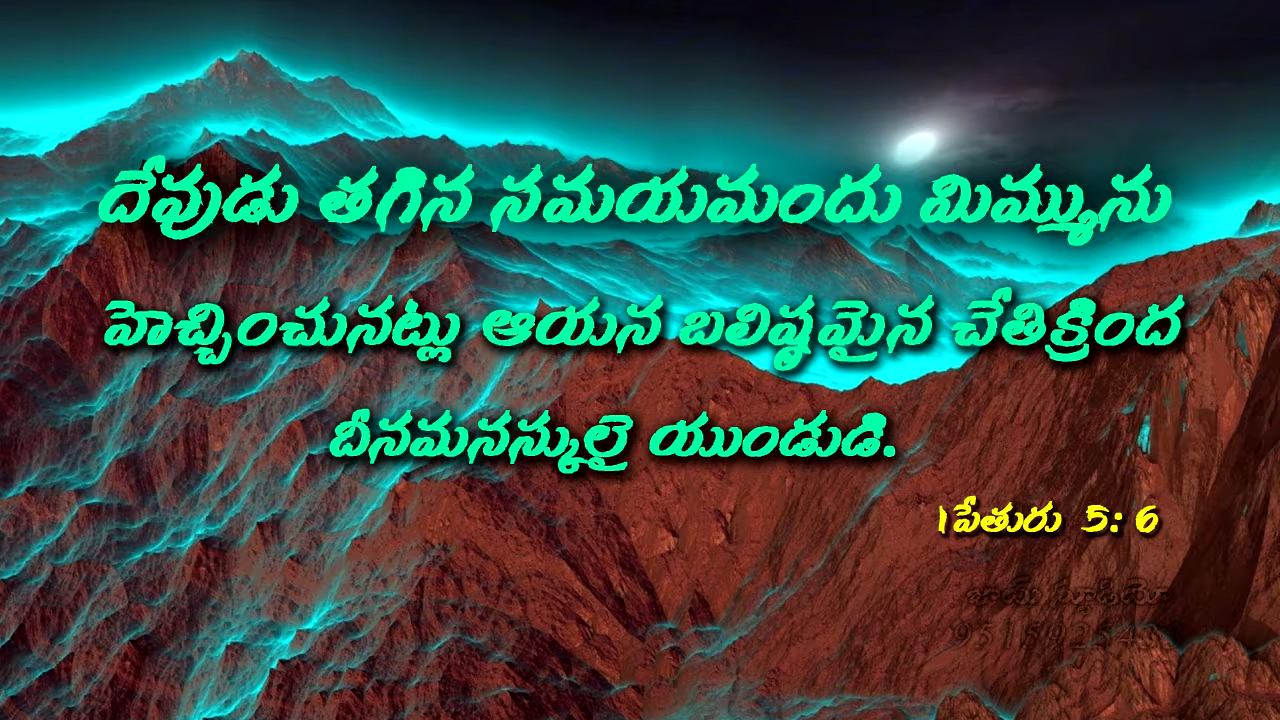 దేవుడు తగిన సమయమందు మిమ్మును
హెచ్చించునట్లు ఆయన బలిష్ఠమైన చేతిక్రింద
దీనమనస్కులై యుండుడి.
1పేతురు 5: 6